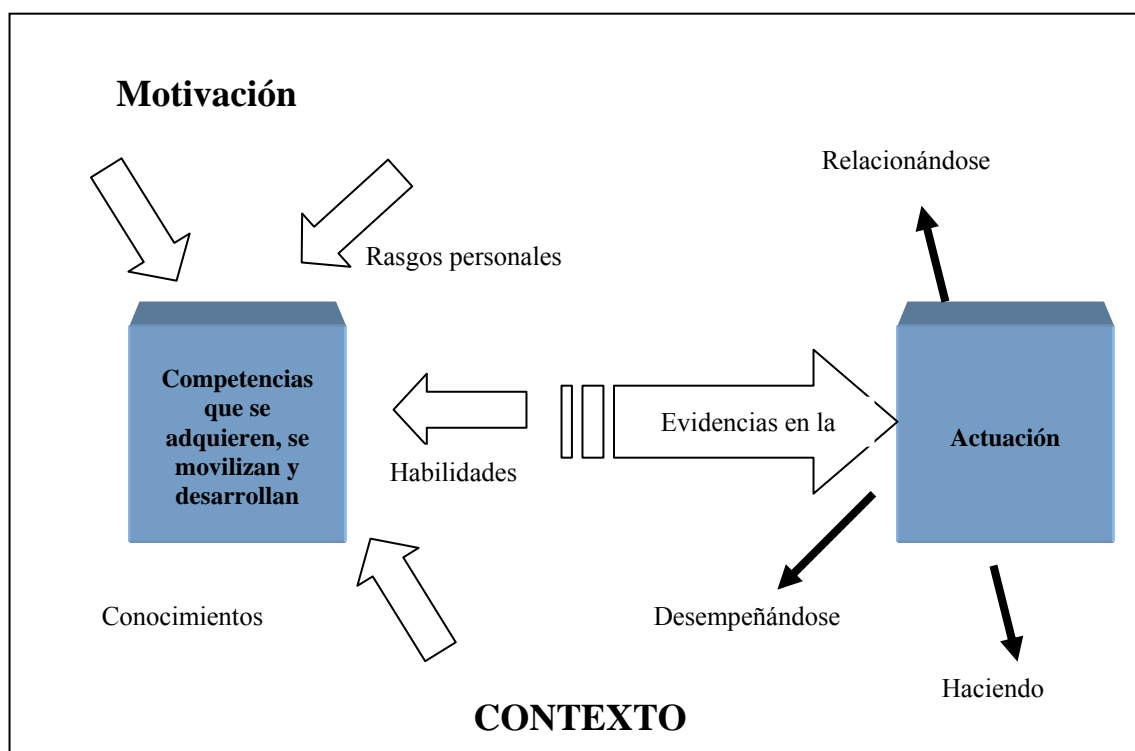 Motivación
Relacionándose
Rasgos personales
Competencias
que se
adquieren, se
movilizan y
desarrollan
Habilidades
Evidencias en la
Actuación
Conocimientos
Desempeñándose
Haciendo
CONTEXTO